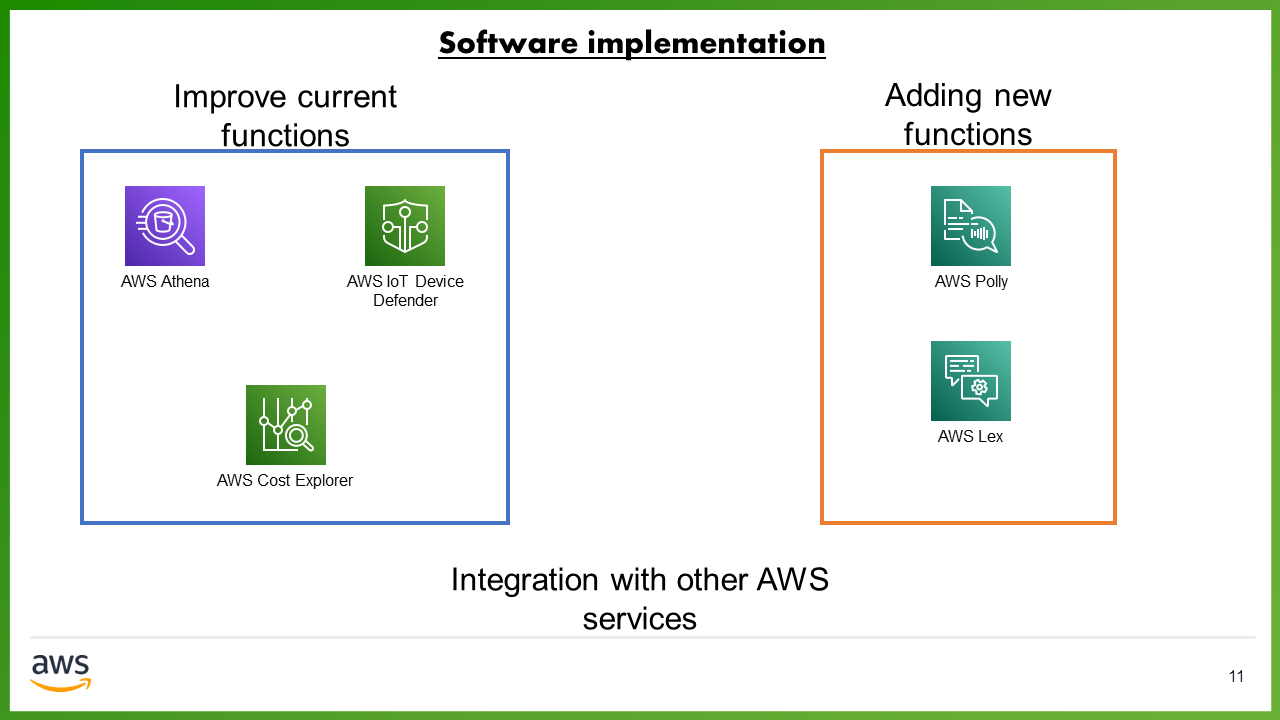 Software implementation
Improve current
functions
AWS Athena
AWS IoT Device
Defender
AWS Cost Explorer
Adding new
functions
AWS Polly
AWS Lex
Integration with other AWS
services
aws
11